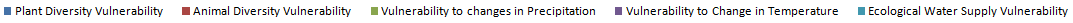 Plant Diversity Vulnerability Animal Diversity Vulnerability Vulnerability to changes in Precipitation Vulnerability to Change in Temperature Ecological Water Supply Vulnerability